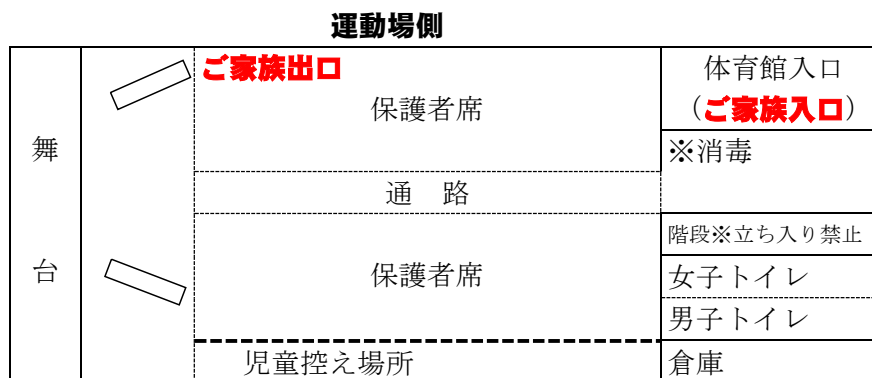 運動場側
ご家族出口
体育館入口
（ご家族入口）
保護者席
※消毒
舞
通　路
階段※立ち入り禁止
台
保護者席
女子トイレ
男子トイレ
児童控え場所
倉庫